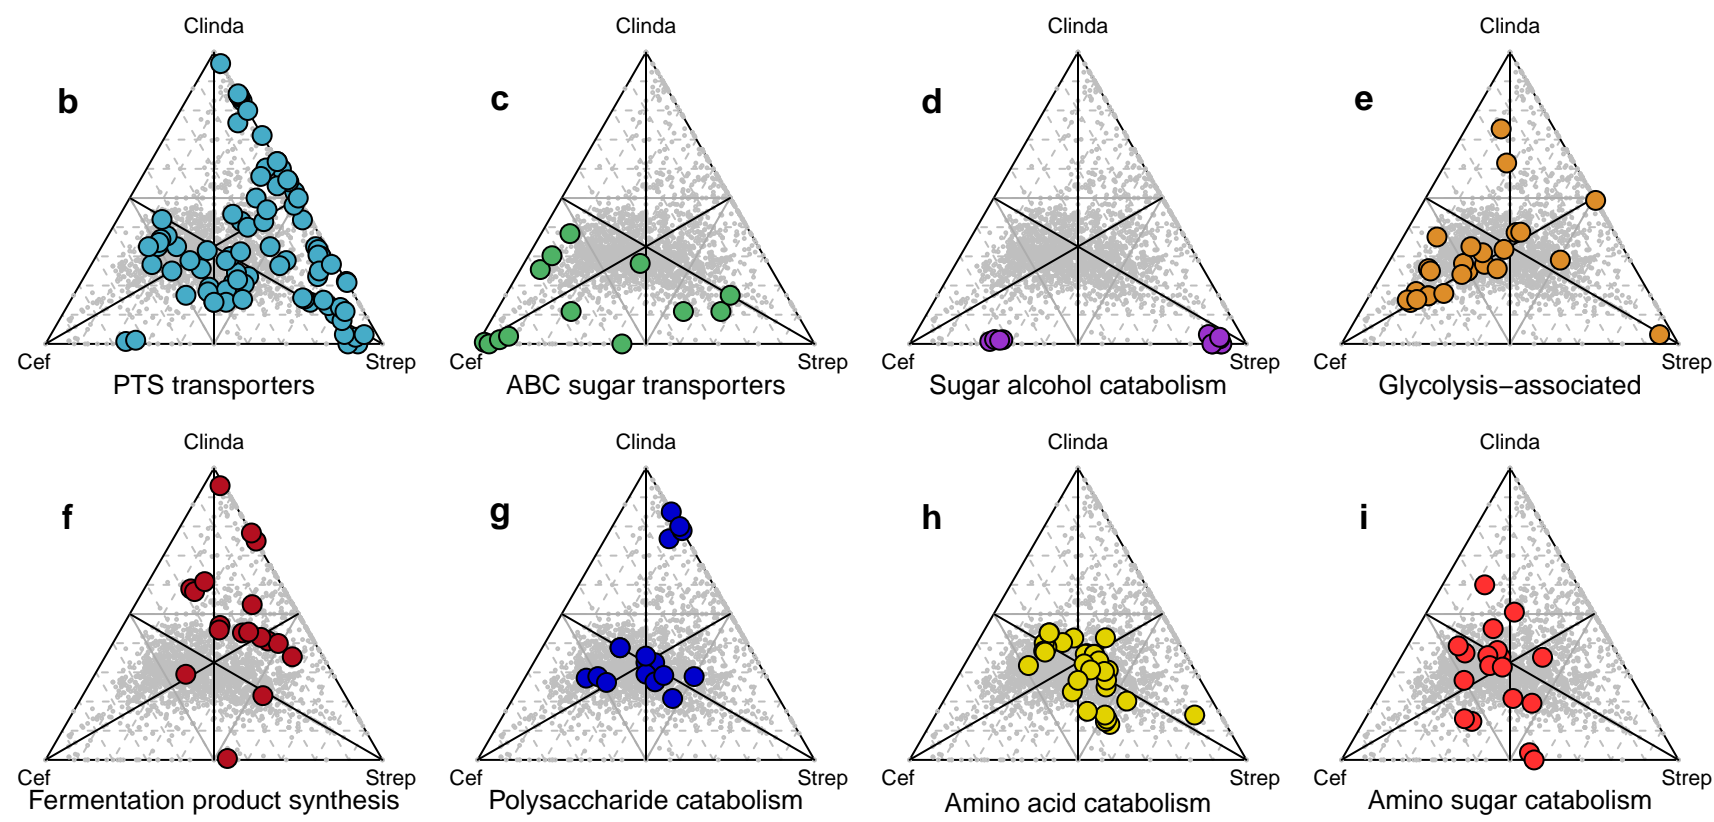 Clinda
Clinda
Clinda
Clinda
b
c
d
e
Cef
Strep
Cef
Strep
Cef
Strep
Cef
Strep
PTS transporters
ABC sugar transporters
Sugar alcohol catabolism
Glycolysis−associated
Clinda
Clinda
Clinda
Clinda
f
g
h
i
Cef
Strep
Cef
Strep
Cef
Strep
Cef
Strep
Fermentation product synthesis
Polysaccharide catabolism
Amino acid catabolism
Amino sugar catabolism